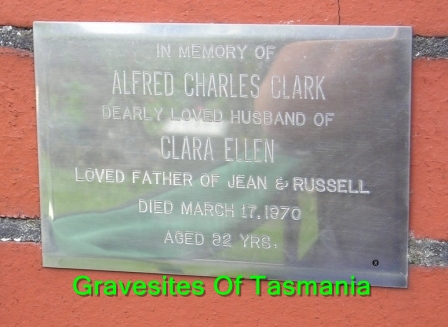 IN MEMORY OF
ALFRED CHARLES CLARK
DEARLY LOVED HUSBAND OF
CLARA ELLEN
LOVED FATHER OF JEAN & RUSSELL
DIED MARCH 17, 1970
AGED 92 YRS.
Gravesites Of Tasmania